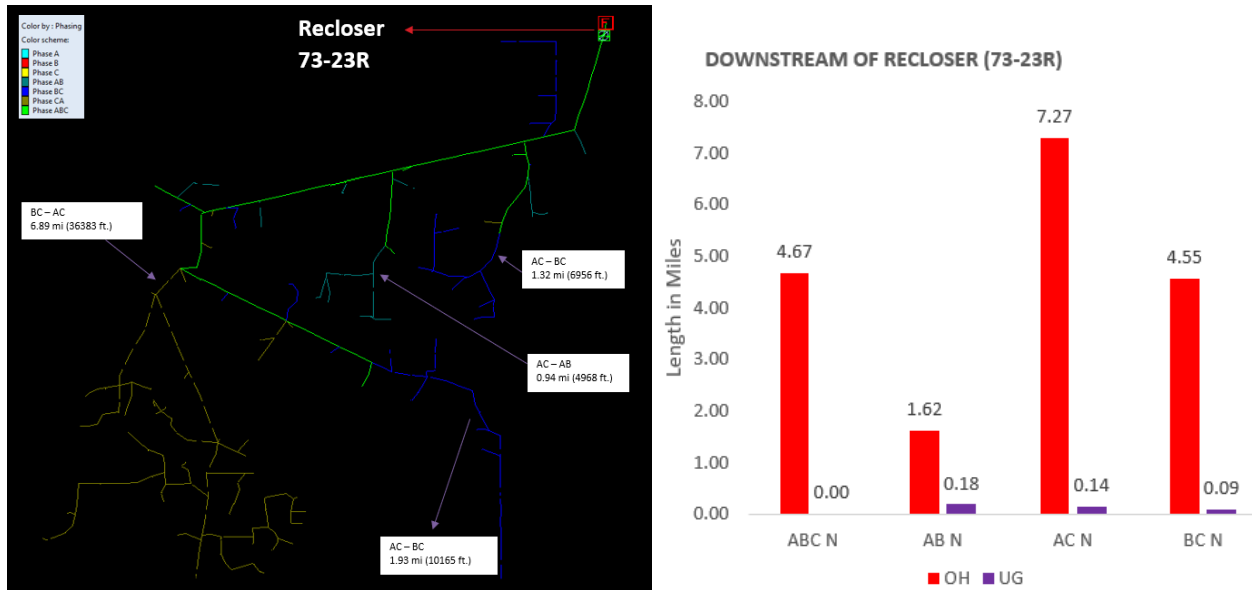 Color by : Phasing
Color scheme:
Phase A
Phase B
Phase C
Phase AB
Phase BC
Phase CA
Phase ABC
Recloser
73-23R
BC – AC
6.89 mi (36383 ft.)
AC – BC
1.32 mi (6956 ft.)
AC – AB
0.94 mi (4968 ft.)
AC – BC
1.93 mi (10165 ft.)
DOWNSTREAM OF RECLOSER (73-23R)
Length in Miles
8.00
7.00
6.00
5.00
4.00
3.00
2.00
1.00
0.00
4.67
0.00
1.62
0.18
7.27
0.14
4.55
0.09
ABC N AB N AC N BC N
OH UG